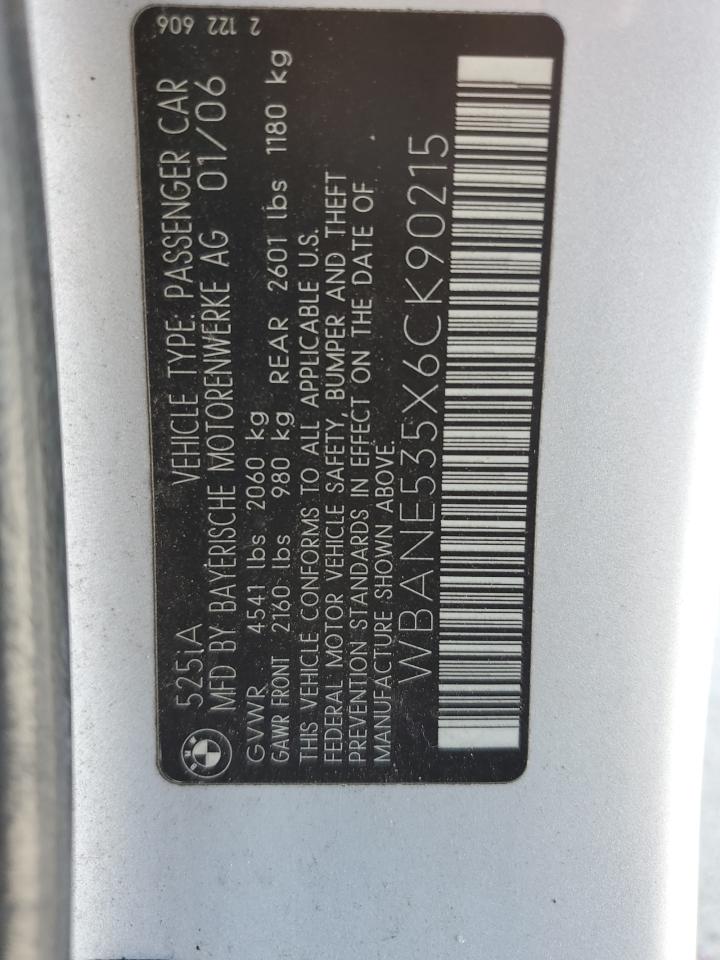 2 122 606
525iA VEHICLE TYPE: PASSENGER CAR
MFD BY BAYERISCHE MOTORENWERKE AG 01/06
GVWR 4541 lbs 2060 kg
GAWR FRONT 2160 lbs 980 kg REAR 2601 lbs 1180 kg
THIS VEHICLE CONFORMS TO ALL APPLICABLE U.S.
FEDERAL MOTOR VEHICLE SAFETY, BUMPER AND THEFT
PREVENTION STANDARDS IN EFFECT ON THE DATE OF
MANUFACTURE SHOWN ABOVE.
WBANE535X6CK90215